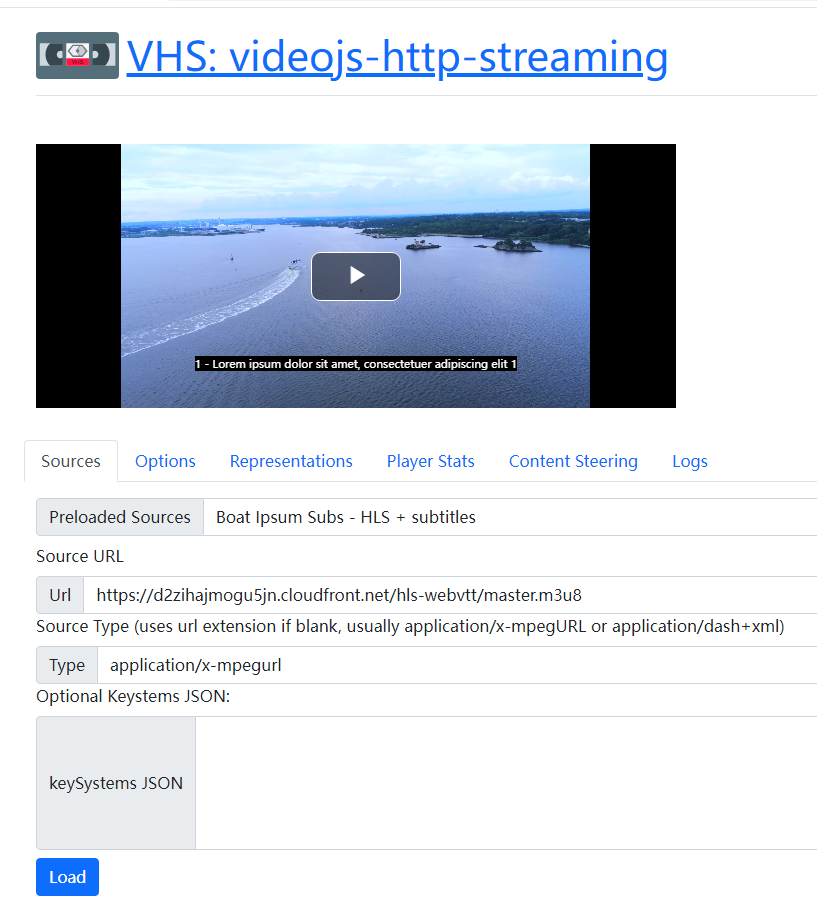 VHS
VHS: videojs-http-streaming
1 - Lorem ipsum dolor sit amet, consectetuer adipiscing elit 1
Sources Options Representations Player Stats Content Steering Logs
Preloaded Sources Boat Ipsum Subs - HLS + subtitles
Source URL
Url https://d2zihajmogu5jn.cloudfront.net/hls-webvtt/master.m3u8
Source Type (uses url extension if blank, usually application/x-mpegURL or application/dash+xml)
Type application/x-mpegurl
Optional Keystems JSON:
keySystems JSON
Load